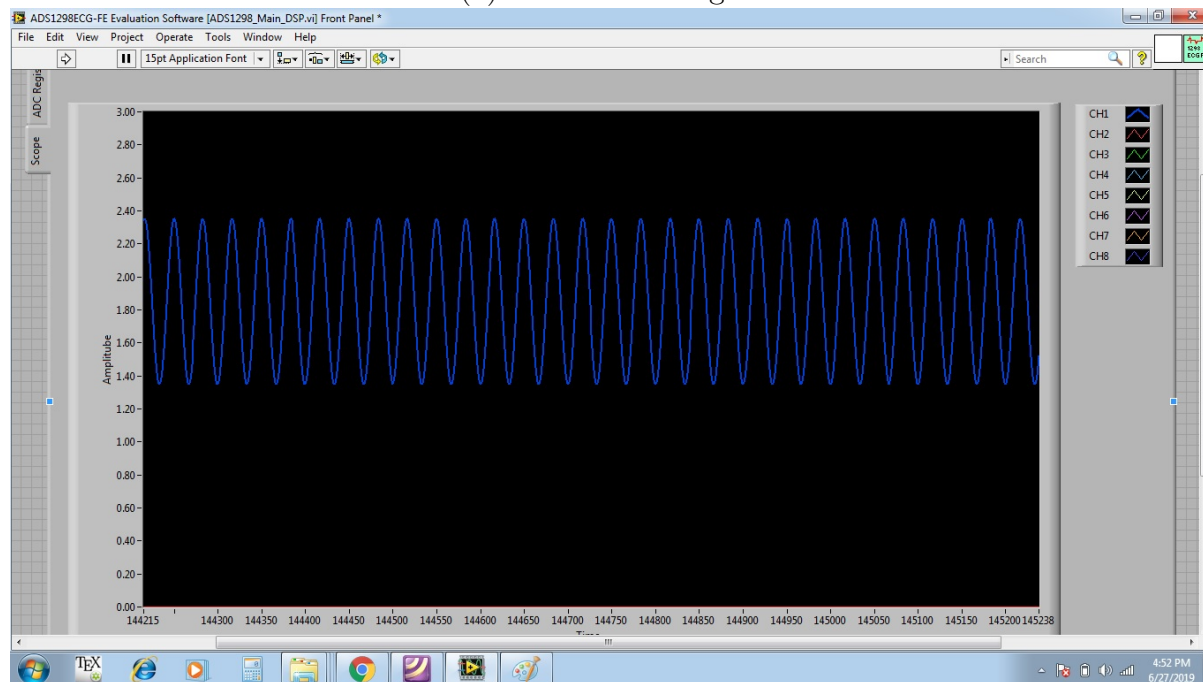 ADS1298ECG-FE Evaluation Software [ADS1298_Main_DSP.vi] Front Panel *
File Edit View Project Operate Tools Window Help
15pt Application Font
Search
ADC Regis
Scope
Amplitube
3.00
2.80
2.60
2.40
2.20
2.00
1.80
1.60
1.40
1.20
1.00
0.80
0.60
0.40
0.20
0.00
144215 144300 144350 144400 144450 144500 144550 144600 144650 144700 144750 144800 144850 144900 144950 145000 145050 145100 145150 145200 145238
CH1
CH2
CH3
CH4
CH5
CH6
CH7
CH8
TEX
4:52 PM
6/27/2019